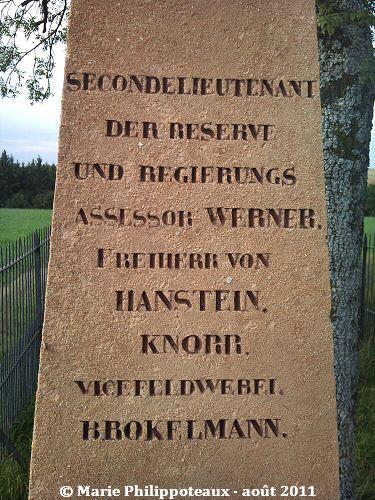 SECONDELIEUTENANT
DER RESERVE
UND REGIERUNGS
ASSESSOR WERNER.
FREIHERR VON
HANSTEIN.
KNORR.
VICEFELDWEBEL.
BROKELMANN.
© Marie Philippoteaux - août 2011